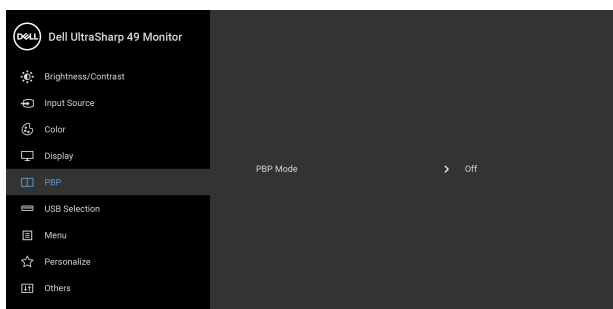 DELL Dell UltraSharp 49 Monitor
Brightness/Contrast
Input Source
Color
Display
PBP Mode > Off
PBP
USB Selection
Menu
Personalize
Others